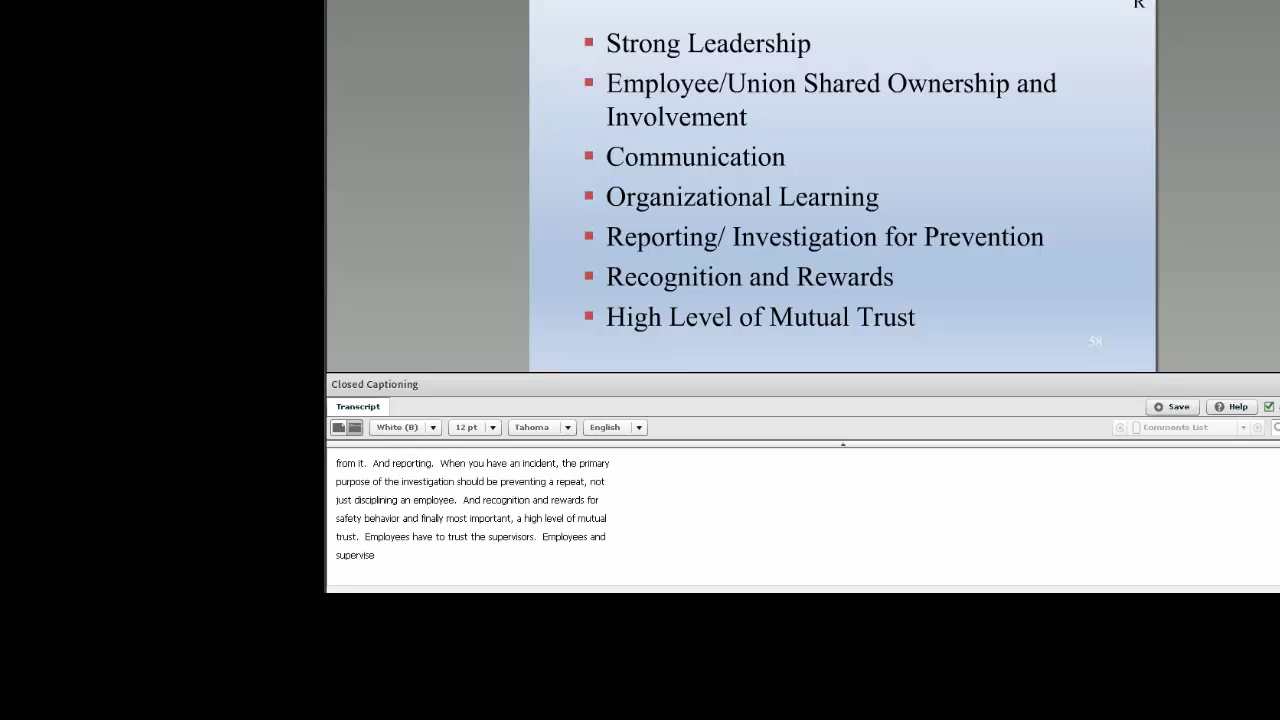 R
Strong Leadership
Employee/Union Shared Ownership and
Involvement
Communication
Organizational Learning
Reporting/ Investigation for Prevention
Recognition and Rewards
High Level of Mutual Trust
58
Closed Captioning
Transcript
Save
Help
White (B)
12 pt
Tahoma
English
Comments List
from it.  And reporting.  When you have an incident, the primary
purpose of the investigation should be preventing a repeat, not
just disciplining an employee.  And recognition and rewards for
safety behavior and finally most important, a high level of mutual
trust.  Employees have to trust the supervisors.  Employees and
supervise